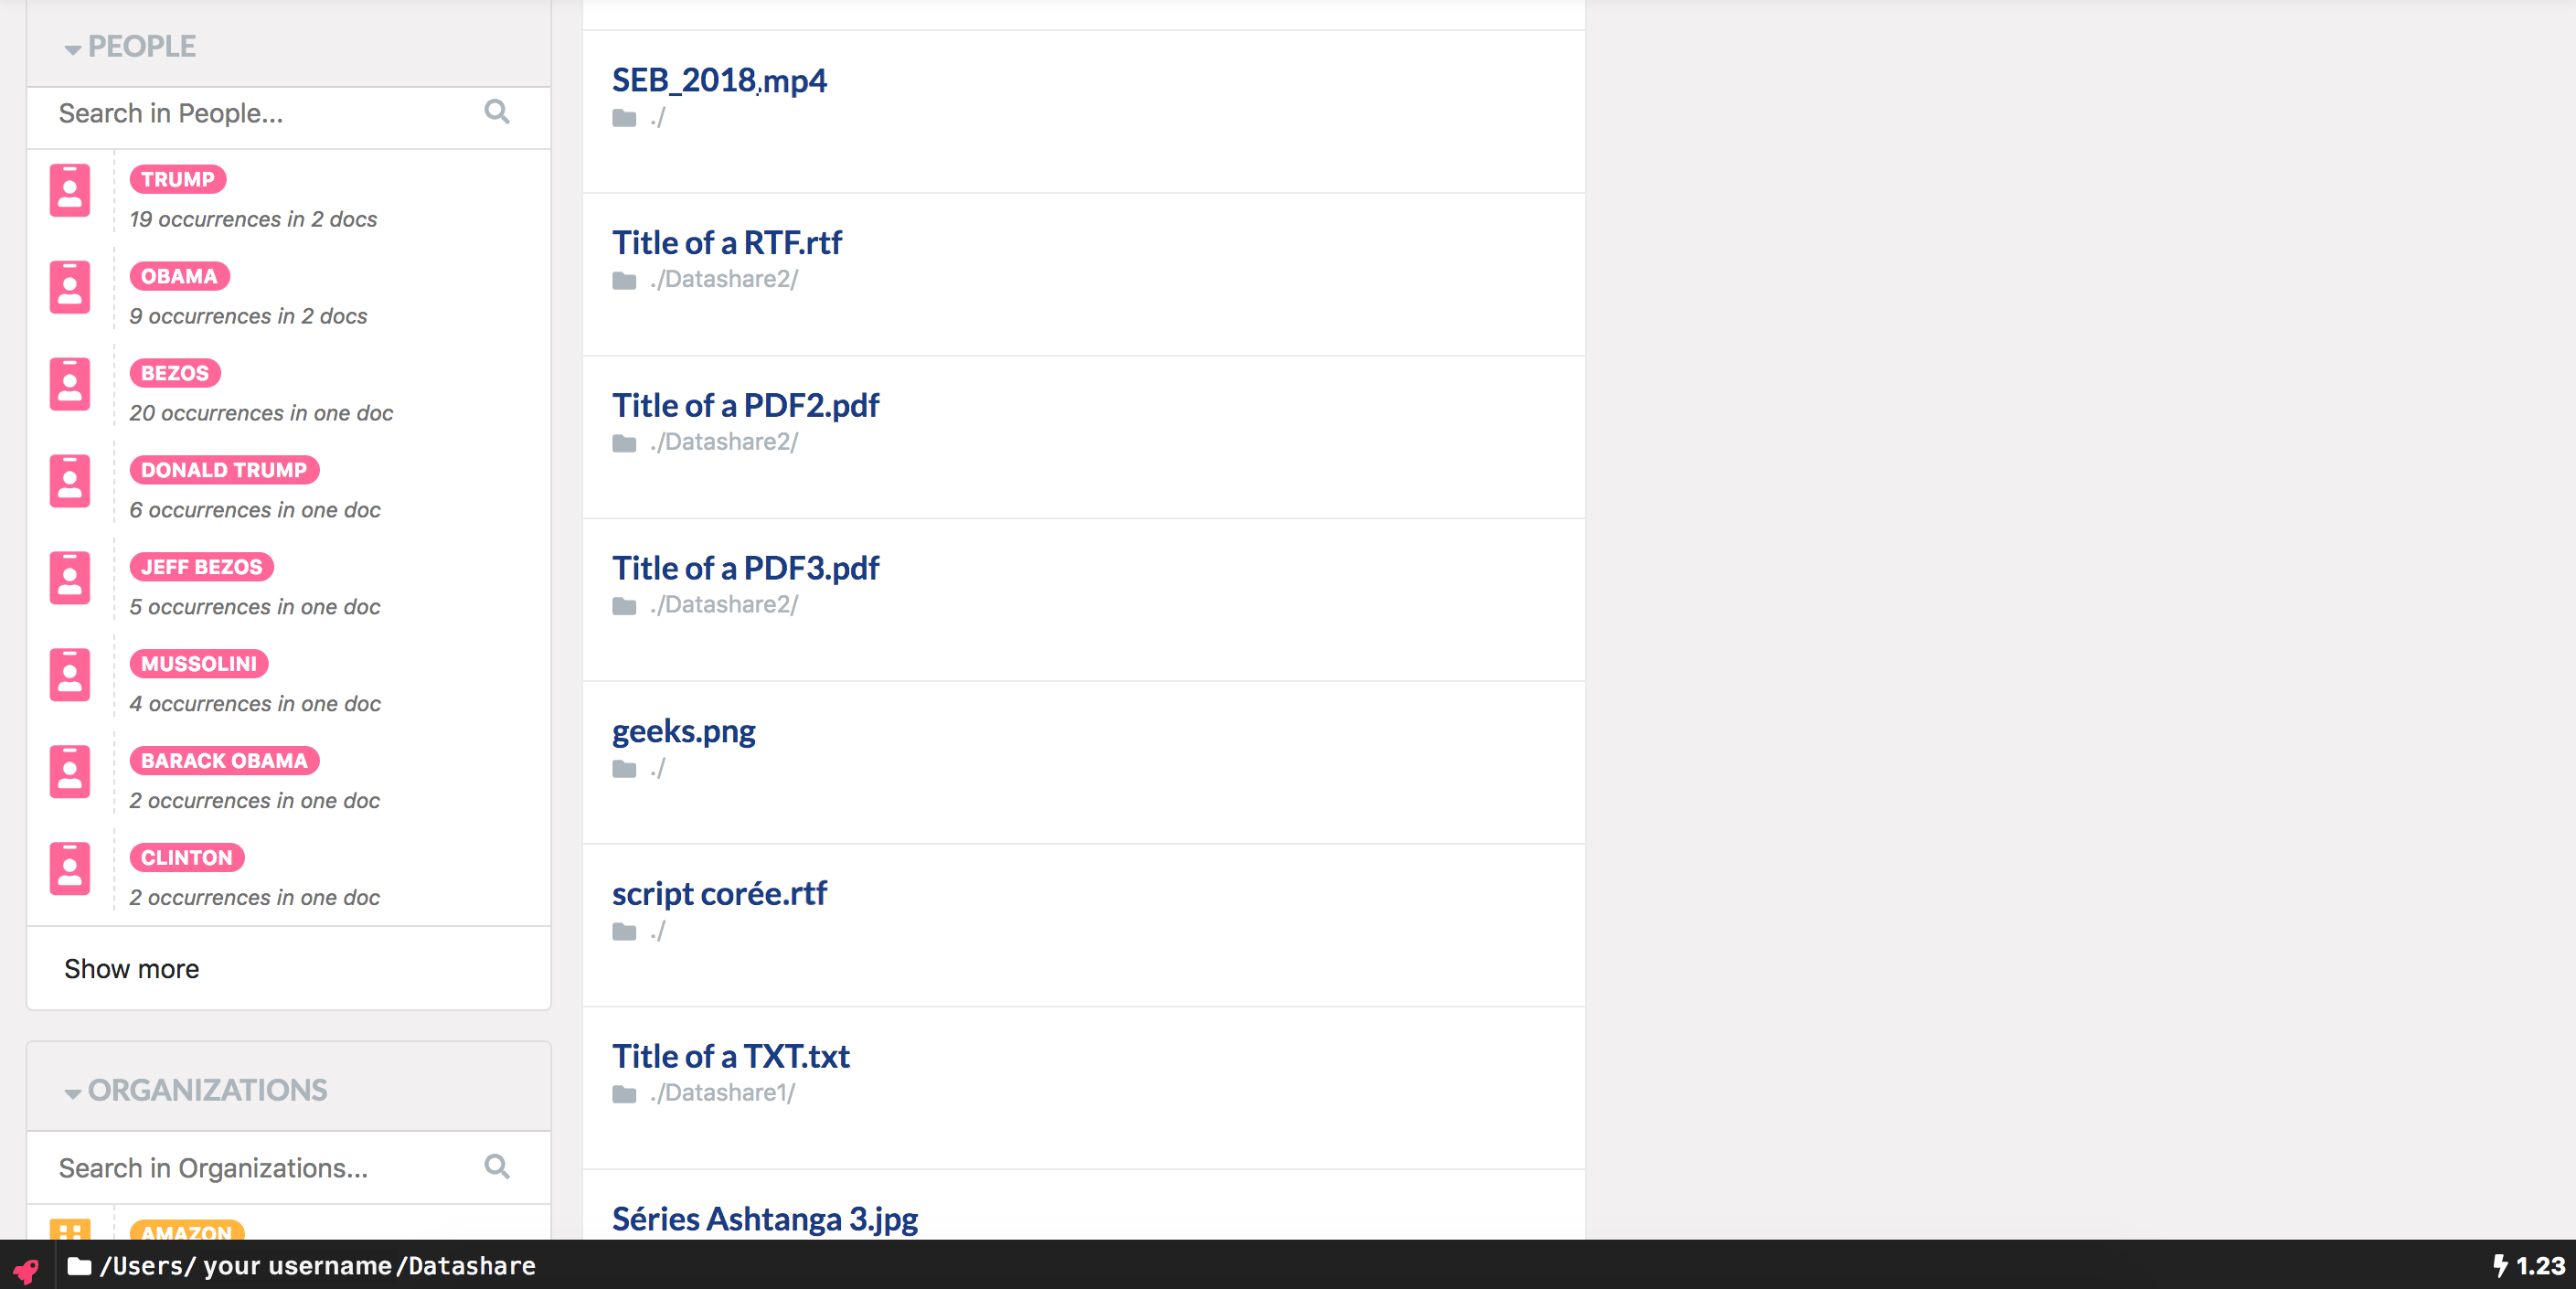 PEOPLE
Search in People...
TRUMP
19 occurrences in 2 docs
OBAMA
9 occurrences in 2 docs
BEZOS
20 occurrences in one doc
DONALD TRUMP
6 occurrences in one doc
JEFF BEZOS
5 occurrences in one doc
MUSSOLINI
4 occurrences in one doc
BARACK OBAMA
2 occurrences in one doc
CLINTON
2 occurrences in one doc
Show more
ORGANIZATIONS
Search in Organizations...
AMAZON
SEB_2018.mp4
./
Title of a RTF.rtf
./Datashare2/
Title of a PDF2.pdf
./Datashare2/
Title of a PDF3.pdf
./Datashare2/
geeks.png
./
script corée.rtf
./
Title of a TXT.txt
./Datashare1/
Séries Ashtanga 3.jpg
/Users/ your username /Datashare
1.23